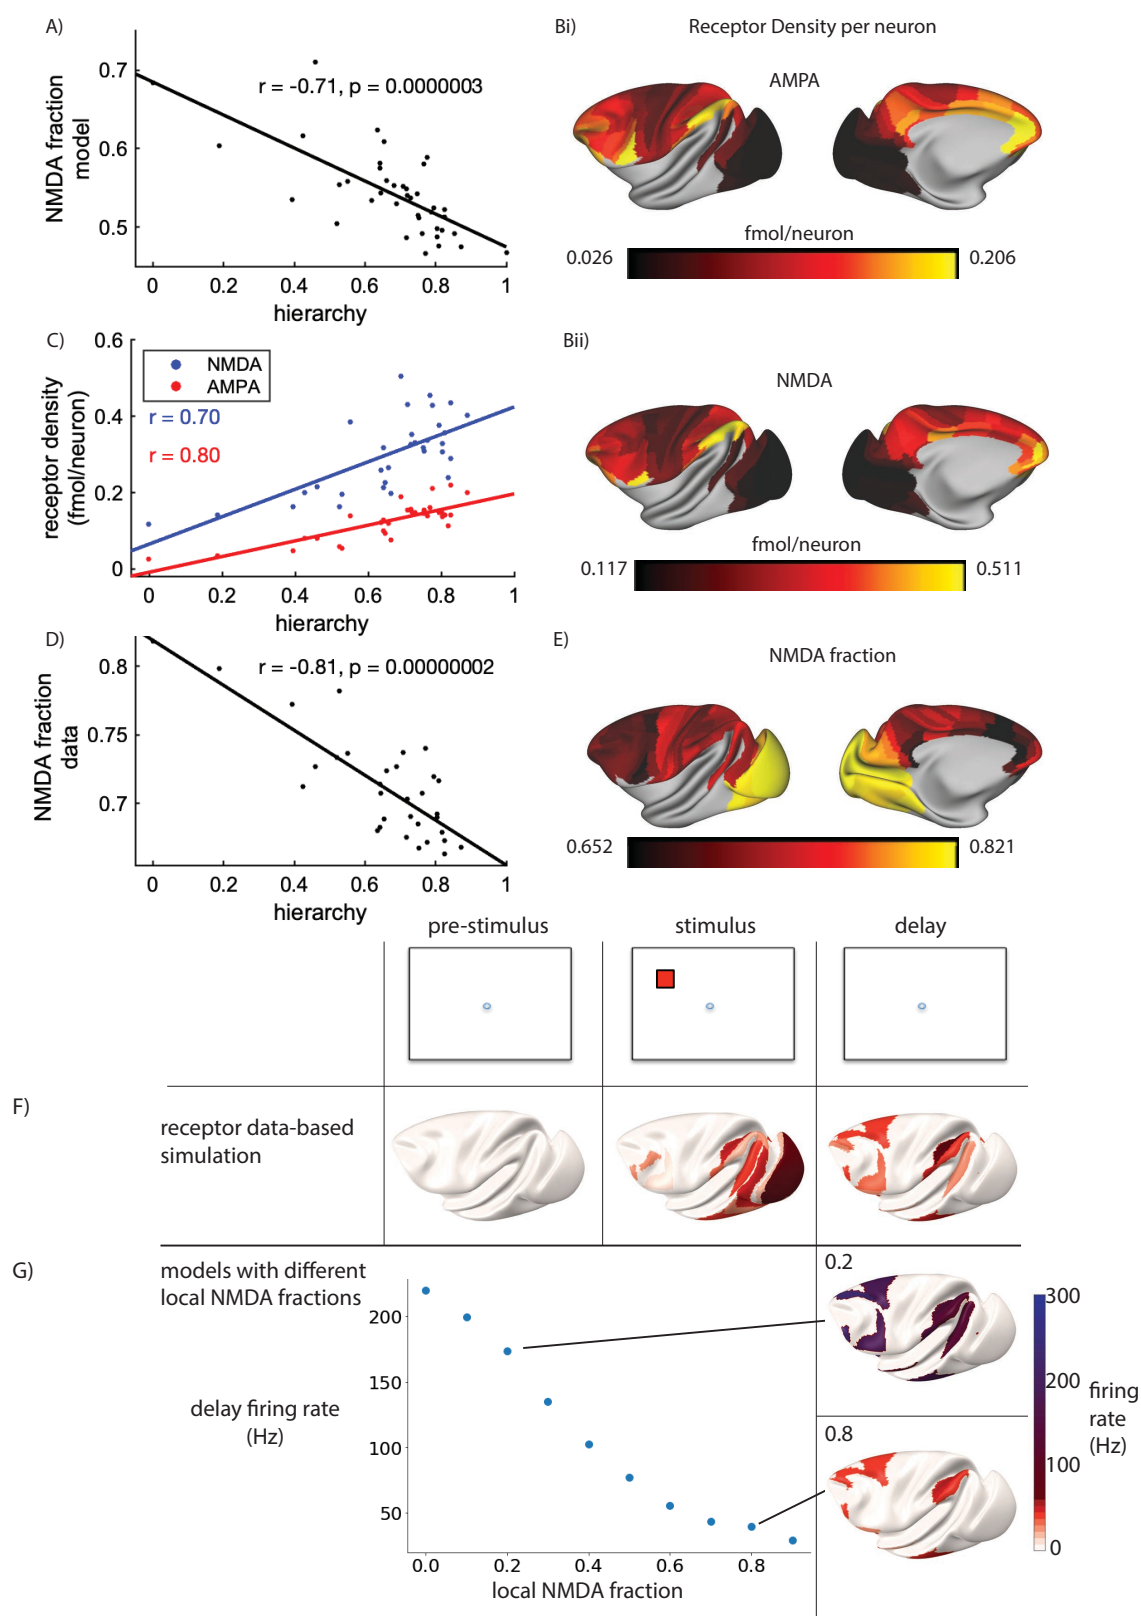 A)
NMDA fraction
model
0.7
0.6
0.5
r = -0.71, p = 0.0000003
0 0.2 0.4 0.6 0.8 1
hierarchy
Bi)
Receptor Density per neuron
AMPA
fmol/neuron
0.026
0.206
C)
receptor density
(fmol/neuron)
0.6
0.4
0.2
0
NMDA
AMPA
r = 0.70
r = 0.80
0 0.2 0.4 0.6 0.8 1
hierarchy
Bii)
NMDA
fmol/neuron
0.117
0.511
D)
NMDA fraction
data
0.8
0.75
0.7
r = -0.81, p = 0.00000002
0 0.2 0.4 0.6 0.8 1
hierarchy
E)
NMDA fraction
0.652
0.821
pre-stimulus
stimulus
delay
F)
receptor data-based
simulation
G)
models with different
local NMDA fractions
delay firing rate
(Hz)
200
150
100
50
0.0 0.2 0.4 0.6 0.8
local NMDA fraction
0.2
0.8
300
200
100
0
firing
rate
(Hz)